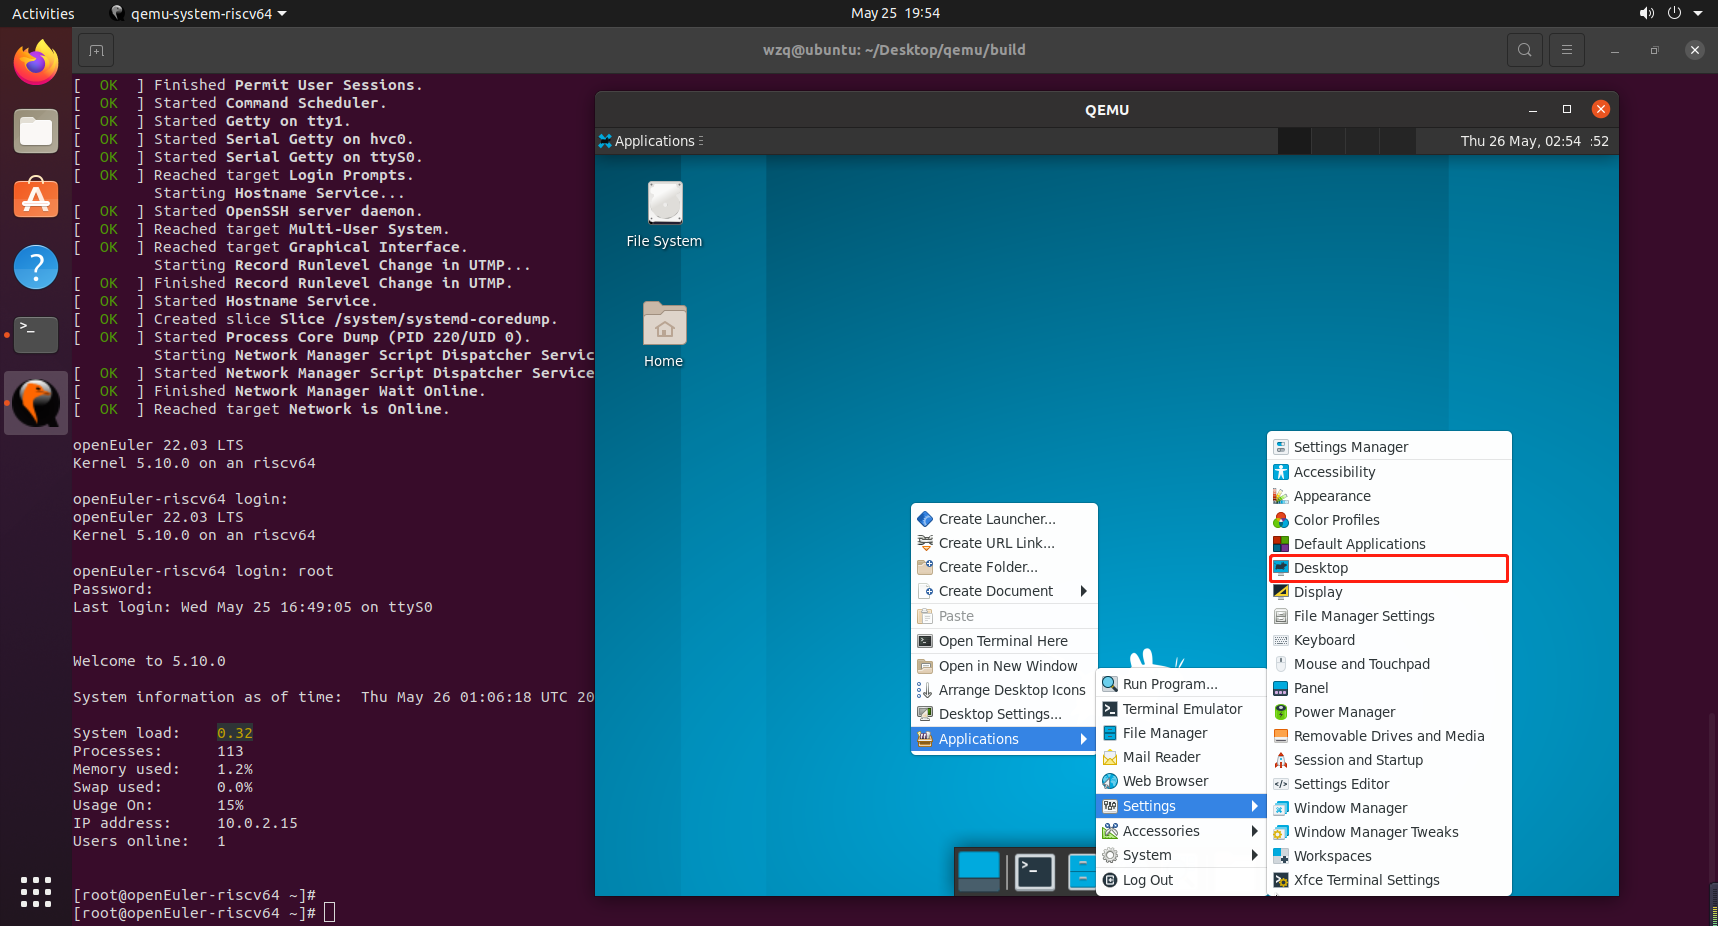 Activities
qemu-system-riscv64
May 25 19:54
wzq@ubuntu: ~/Desktop/qemu/build
[ OK ] Finished Permit User Sessions.
[ OK ] Started Command Scheduler.
[ OK ] Started Getty on tty1.
[ OK ] Started Serial Getty on hvc0.
[ OK ] Started Serial Getty on ttyS0.
[ OK ] Reached target Login Prompts.
Starting Hostname Service...
[ OK ] Started OpenSSH server daemon.
[ OK ] Reached target Multi-User System.
[ OK ] Reached target Graphical Interface.
Starting Record Runlevel Change in UTMP...
[ OK ] Finished Record Runlevel Change in UTMP.
[ OK ] Started Hostname Service.
[ OK ] Created slice Slice /system/systemd-coredump.
[ OK ] Started Process Core Dump (PID 220/UID 0).
Starting Network Manager Script Dispatcher Servic
[ OK ] Started Network Manager Script Dispatcher Service
[ OK ] Finished Network Manager Wait Online.
[ OK ] Reached target Network is Online.
openEuler 22.03 LTS
Kernel 5.10.0 on an riscv64
openEuler-riscv64 login:
openEuler 22.03 LTS
Kernel 5.10.0 on an riscv64
openEuler-riscv64 login: root
Password:
Last login: Wed May 25 16:49:05 on ttyS0
Welcome to 5.10.0
System information as of time: Thu May 26 01:06:18 UTC 20
System load: 0.32
Processes: 113
Memory used: 1.2%
Swap used: 0.0%
Usage On: 15%
IP address: 10.0.2.15
Users online: 1
[root@openEuler-riscv64 ~]#
[root@openEuler-riscv64 ~]#
QEMU
Applications
Thu 26 May, 02:54 :52
File System
Home
Create Launcher...
Create URL Link...
Create Folder...
Create Document
Paste
Open Terminal Here
Open in New Window
Arrange Desktop Icons
Desktop Settings...
Applications
Run Program...
Terminal Emulator
File Manager
Mail Reader
Web Browser
Settings
Accessories
System
Log Out
Settings Manager
Accessibility
Appearance
Color Profiles
Default Applications
Desktop
Display
File Manager Settings
Keyboard
Mouse and Touchpad
Panel
Power Manager
Removable Drives and Media
Session and Startup
Settings Editor
Window Manager
Window Manager Tweaks
Workspaces
Xfce Terminal Settings